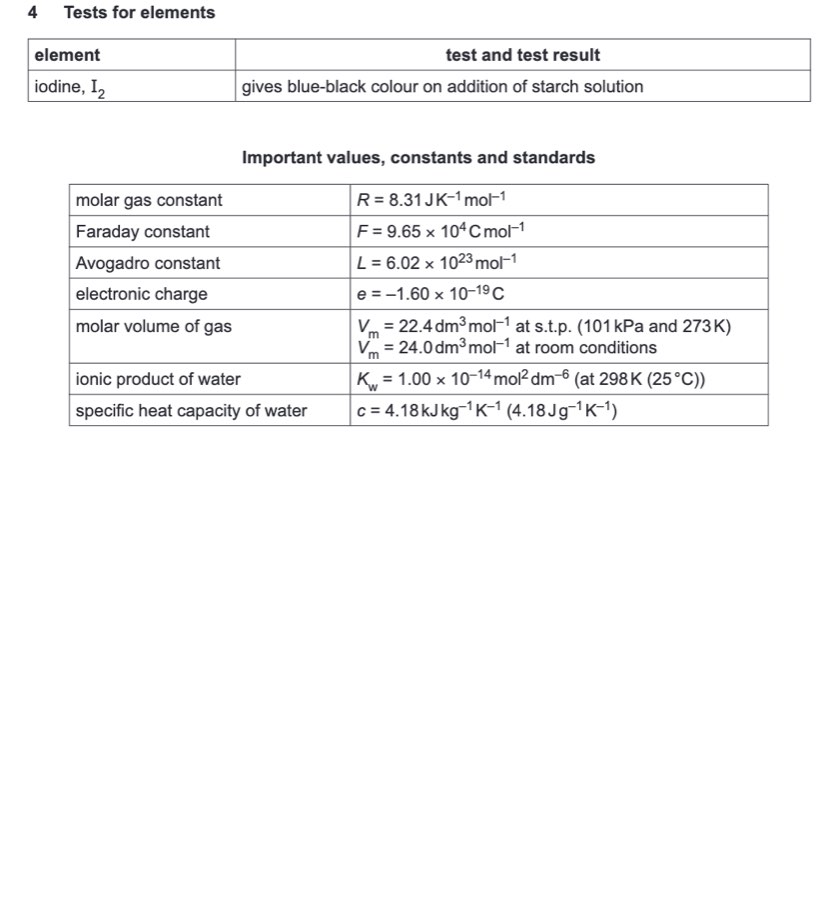 4 Tests for elements
element test and test result
iodine, I₂ gives blue-black colour on addition of starch solution
Important values, constants and standards
molar gas constant R = 8.31 J K⁻¹ mol⁻¹
Faraday constant F = 9.65 × 10⁴ C mol⁻¹
Avogadro constant L = 6.02 × 10²³ mol⁻¹
electronic charge e = −1.60 × 10⁻¹⁹ C
molar volume of gas Vₘ = 22.4 dm³ mol⁻¹ at s.t.p. (101 kPa and 273 K)
Vₘ = 24.0 dm³ mol⁻¹ at room conditions
ionic product of water K_w = 1.00 × 10⁻¹⁴ mol² dm⁻⁶ (at 298 K (25 °C))
specific heat capacity of water c = 4.18 kJ kg⁻¹ K⁻¹ (4.18 J g⁻¹ K⁻¹)